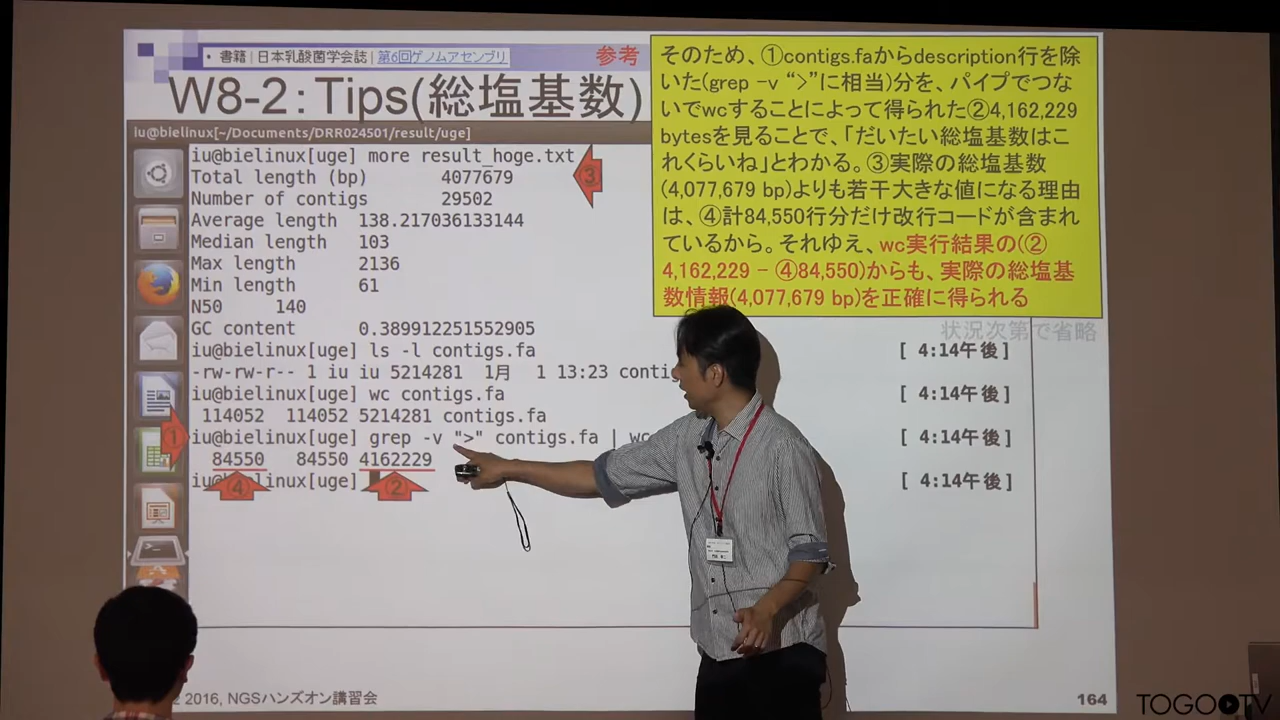 ・書籍 | 日本乳酸菌学会誌 | 第6回ゲノムアセンブリ
参考
W8-2:Tips(総塩基数)
そのため、①contigs.faからdescription行を除
いた(grep -v “>”に相当)分を、パイプでつな
いでwcすることによって得られた②4,162,229
bytesを見ることで、「だいたい総塩基数はこ
れくらいね」とわかる。③実際の総塩基数
(4,077,679 bp)よりも若干大きな値になる理由
は、④計84,550行分だけ改行コードが含まれ
ているから。それゆえ、wc実行結果の(②
4,162,229 – ④84,550)からも、実際の総塩基
数情報(4,077,679 bp)を正確に得られる
状況次第で省略
iu@bielinux[~/Documents/DRR024501/result/uge]
iu@bielinux[uge] more result_hoge.txt
③
Total length (bp) 4077679
Number of contigs 29502
Average length 138.217036133144
Median length 103
Max length 2136
Min length 61
N50 140
GC content 0.389912251552905
iu@bielinux[uge] ls -l contigs.fa [ 4:14午後]
-rw-rw-r-- 1 iu iu 5214281 1月 1 13:23
iu@bielinux[uge] wc contigs.fa [ 4:14午後]
114052 114052 5214281 contigs.fa
① iu@bielinux[uge] grep -v ">" contigs.fa | wc [ 4:14午後]
84550 84550 4162229
iu@bielinux[uge] [ 4:14午後]
④ ②
2016, NGSハンズオン講習会
164
TOGOTV